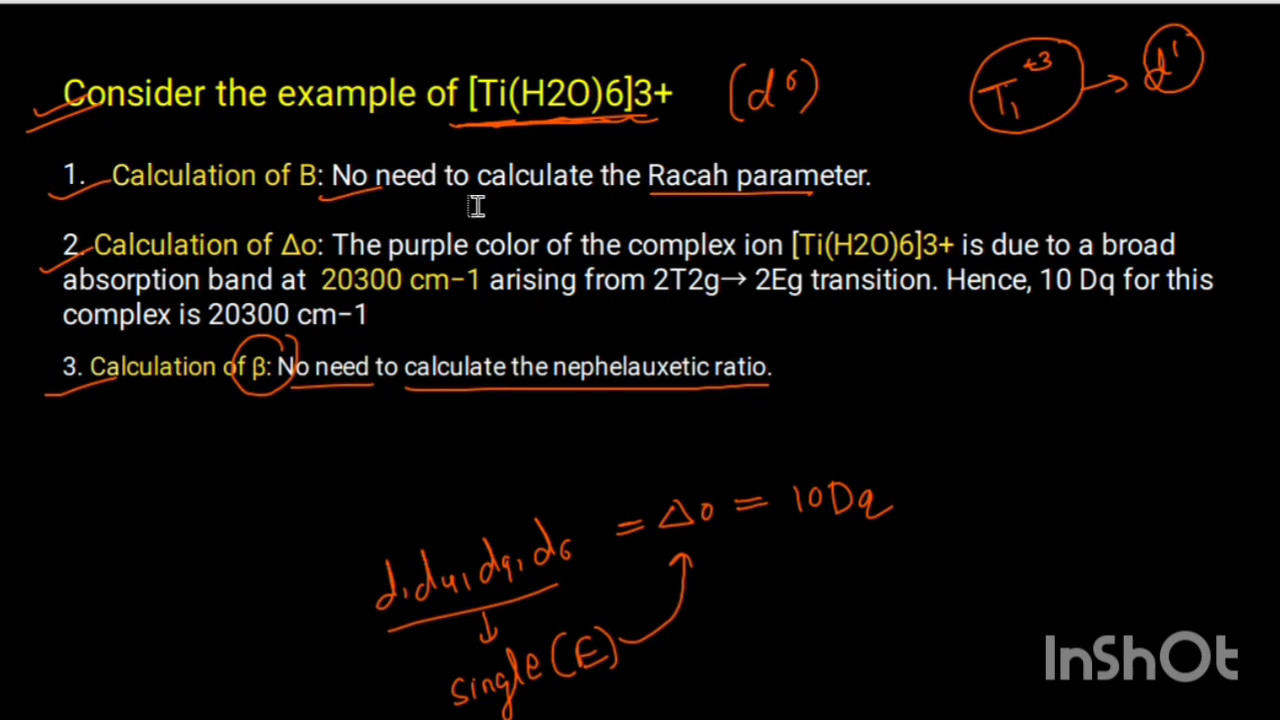 Consider the example of [Ti(H2O)6]3+ (d⁶) Ti+3 → d¹
1. Calculation of B: No need to calculate the Racah parameter.
2. Calculation of Δo: The purple color of the complex ion [Ti(H2O)6]3+ is due to a broad
absorption band at 20300 cm−1 arising from 2T2g→ 2Eg transition. Hence, 10 Dq for this
complex is 20300 cm−1
3. Calculation of β: No need to calculate the nephelauxetic ratio.
d1, d4, d9, d6 = Δo = 10Dq
single (E)
InShOt